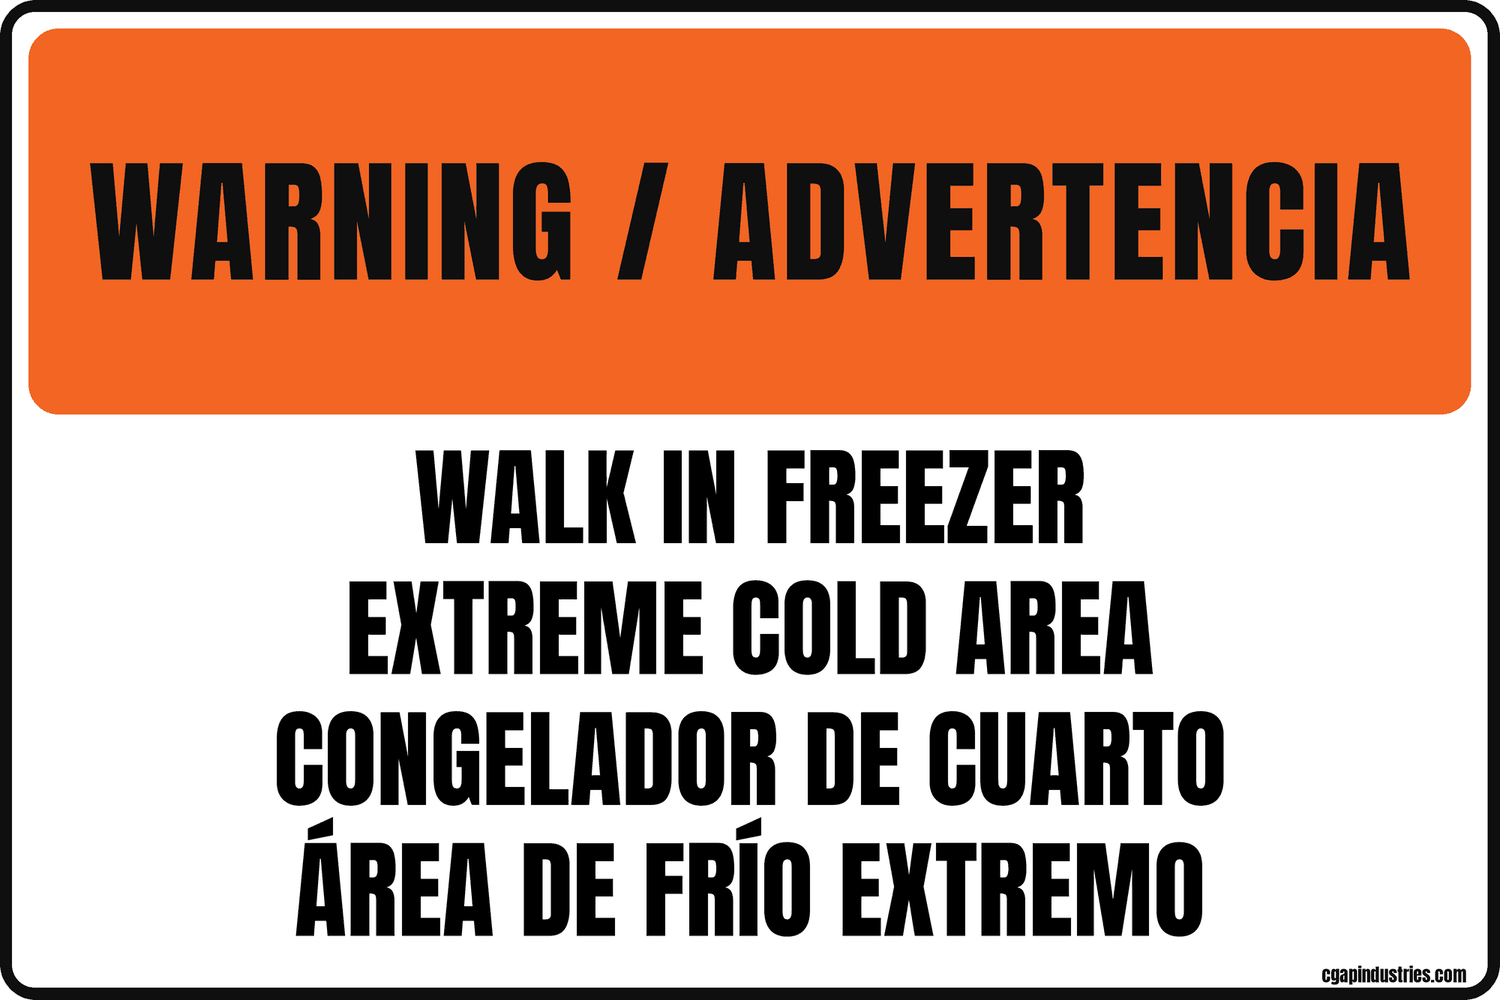 WARNING / ADVERTENCIA
WALK IN FREEZER
EXTREME COLD AREA
CONGELADOR DE CUARTO
ÁREA DE FRÍO EXTREMO
cgapindustries.com